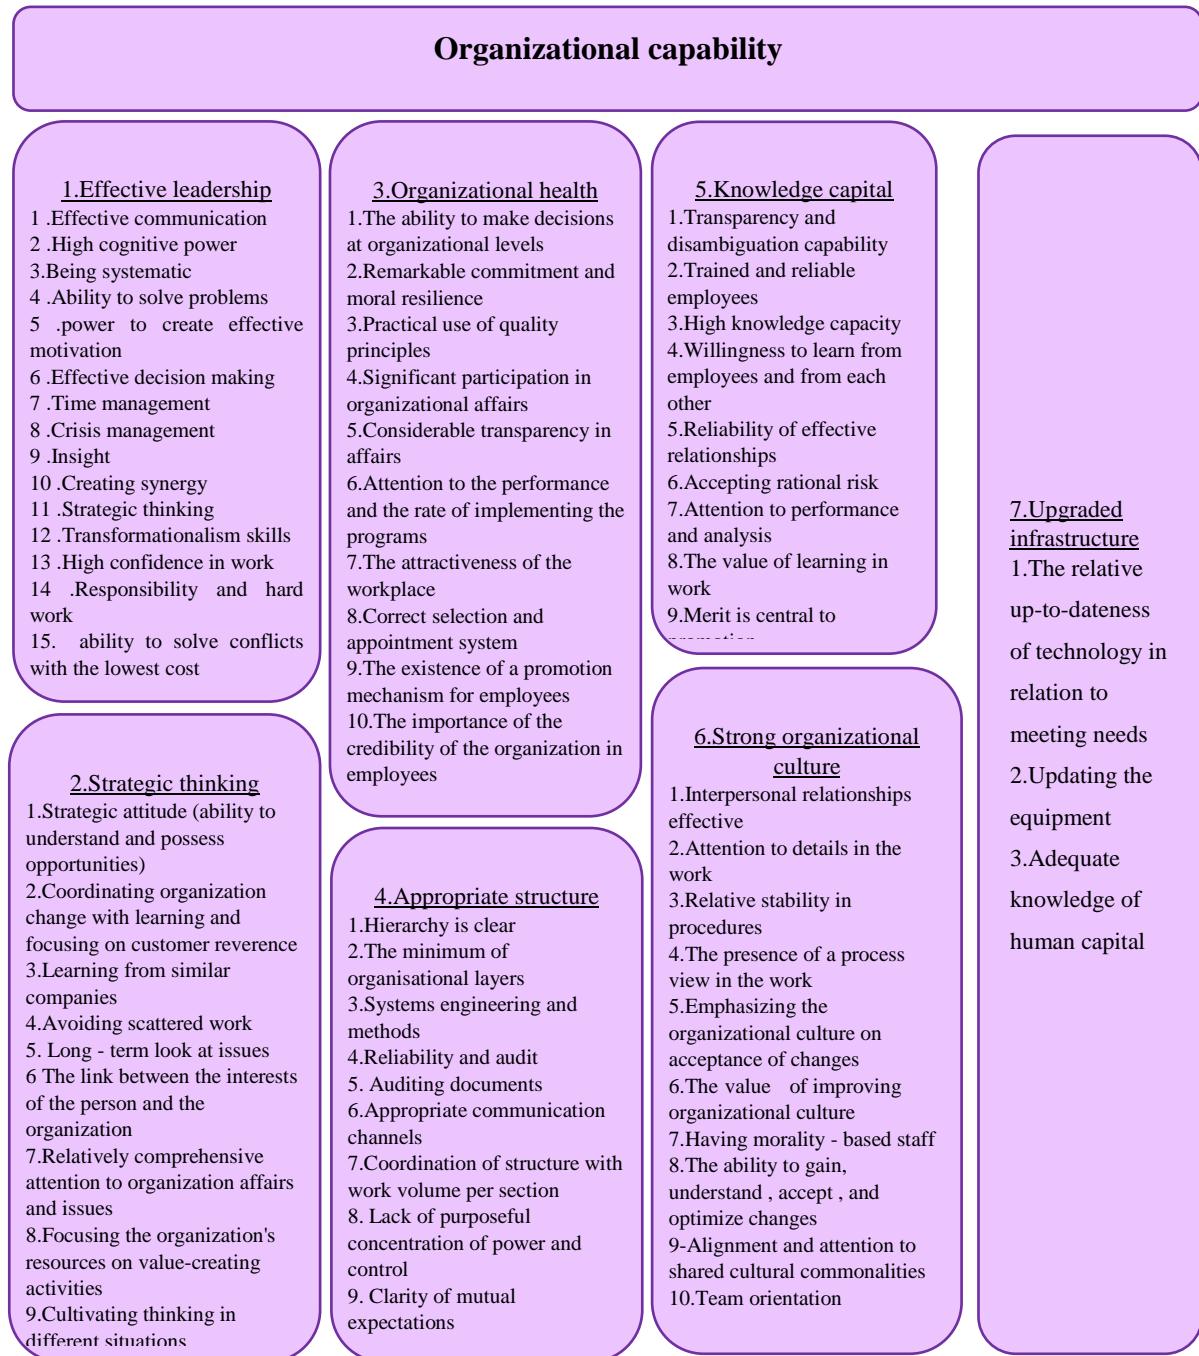 Organizational capability
1.Effective leadership
1 .Effective communication
2 .High cognitive power
3.Being systematic
4 .Ability to solve problems
5 .power to create effective
motivation
6 .Effective decision making
7 .Time management
8 .Crisis management
9 .Insight
10 .Creating synergy
11 .Strategic thinking
12 .Transformationalism skills
13 .High confidence in work
14 .Responsibility and hard
work
15. ability to solve conflicts
with the lowest cost
2.Strategic thinking
1.Strategic attitude (ability to
understand and possess
opportunities)
2.Coordinating organization
change with learning and
focusing on customer reverence
3.Learning from similar
companies
4.Avoiding scattered work
5. Long - term look at issues
6 The link between the interests
of the person and the
organization
7.Relatively comprehensive
attention to organization affairs
and issues
8.Focusing the organization's
resources on value-creating
activities
9.Cultivating thinking in
different situations
3.Organizational health
1.The ability to make decisions
at organizational levels
2.Remarkable commitment and
moral resilience
3.Practical use of quality
principles
4.Significant participation in
organizational affairs
5.Considerable transparency in
affairs
6.Attention to the performance
and the rate of implementing the
programs
7.The attractiveness of the
workplace
8.Correct selection and
appointment system
9.The existence of a promotion
mechanism for employees
10.The importance of the
credibility of the organization in
employees
4.Appropriate structure
1.Hierarchy is clear
2.The minimum of
organisational layers
3.Systems engineering and
methods
4.Reliability and audit
5. Auditing documents
6.Appropriate communication
channels
7.Coordination of structure with
work volume per section
8. Lack of purposeful
concentration of power and
control
9. Clarity of mutual
expectations
5.Knowledge capital
1.Transparency and
disambiguation capability
2.Trained and reliable
employees
3.High knowledge capacity
4.Willingness to learn from
employees and from each
other
5.Reliability of effective
relationships
6.Accepting rational risk
7.Attention to performance
and analysis
8.The value of learning in
work
9.Merit is central to
6.Strong organizational
culture
1.Interpersonal relationships
effective
2.Attention to details in the
work
3.Relative stability in
procedures
4.The presence of a process
view in the work
5.Emphasizing the
organizational culture on
acceptance of changes
6.The value of improving
organizational culture
7.Having morality - based staff
8.The ability to gain,
understand , accept , and
optimize changes
9-Alignment and attention to
shared cultural commonalities
10.Team orientation
7.Upgraded
infrastructure
1.The relative
up-to-dateness
of technology in
relation to
meeting needs
2.Updating the
equipment
3.Adequate
knowledge of
human capital